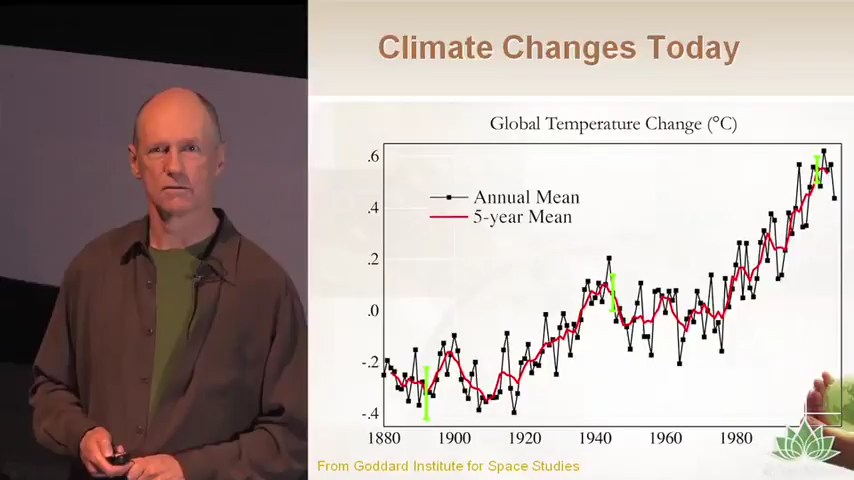 Climate Changes Today
Global Temperature Change (°C)
.6
.4
.2
.0
-.2
-.4
Annual Mean
5-year Mean
1880 1900 1920 1940 1960 1980
From Goddard Institute for Space Studies